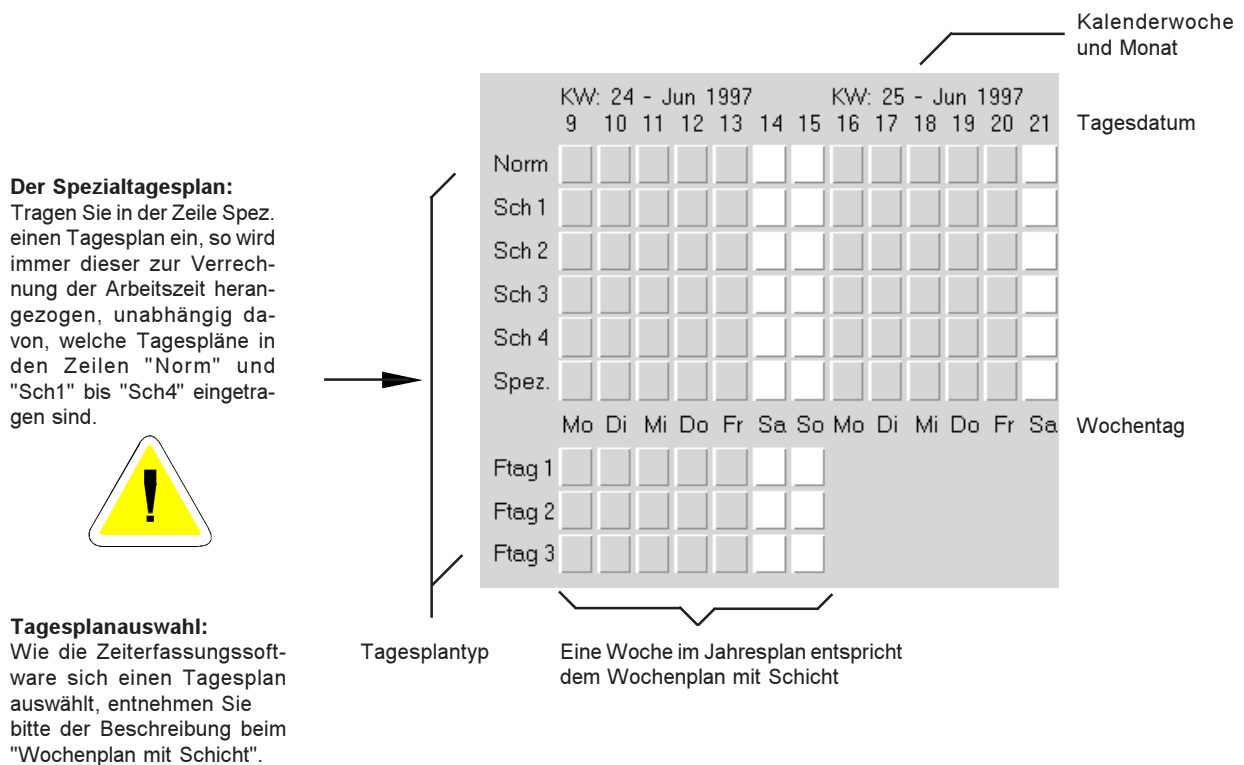 Kalenderwoche
und Monat
KW: 24 - Jun 1997 KW: 25 - Jun 1997
9 10 11 12 13 14 15 16 17 18 19 20 21
Tagesdatum
Norm
Sch 1
Sch 2
Sch 3
Sch 4
Spez.
Mo Di Mi Do Fr Sa So Mo Di Mi Do Fr Sa
Wochentag
Ftag 1
Ftag 2
Ftag 3
Der Spezialtagesplan:
Tragen Sie in der Zeile Spez.
einen Tagesplan ein, so wird
immer dieser zur Verrech-
nung der Arbeitszeit heran-
gezogen, unabhängig da-
von, welche Tagespläne in
den Zeilen "Norm" und
"Sch1" bis "Sch4" eingetra-
gen sind.
!
Tagesplanauswahl:
Wie die Zeiterfassungssoft-
ware sich einen Tagesplan
auswählt, entnehmen Sie
bitte der Beschreibung beim
"Wochenplan mit Schicht".
Tagesplantyp
Eine Woche im Jahresplan entspricht
dem Wochenplan mit Schicht